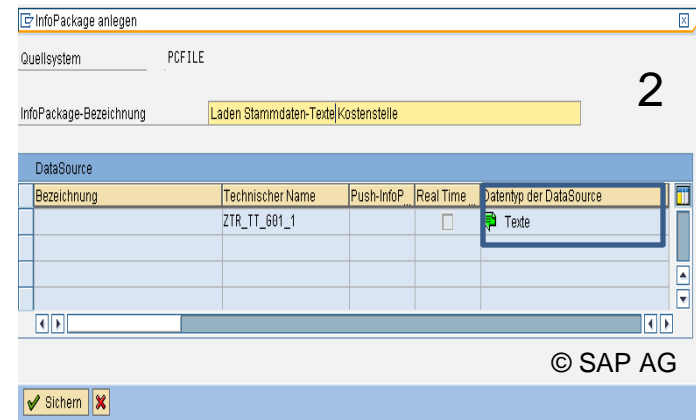 InfoPackage anlegen
Quellsystem PCFILE
2
InfoPackage-Bezeichnung Laden Stammdaten-Texte Kostenstelle
DataSource
Bezeichnung Technischer Name Push-InfoP... Real Time ... Datentyp der DataSource
ZTR_TT_G01_1 Texte
© SAP AG
Sichern